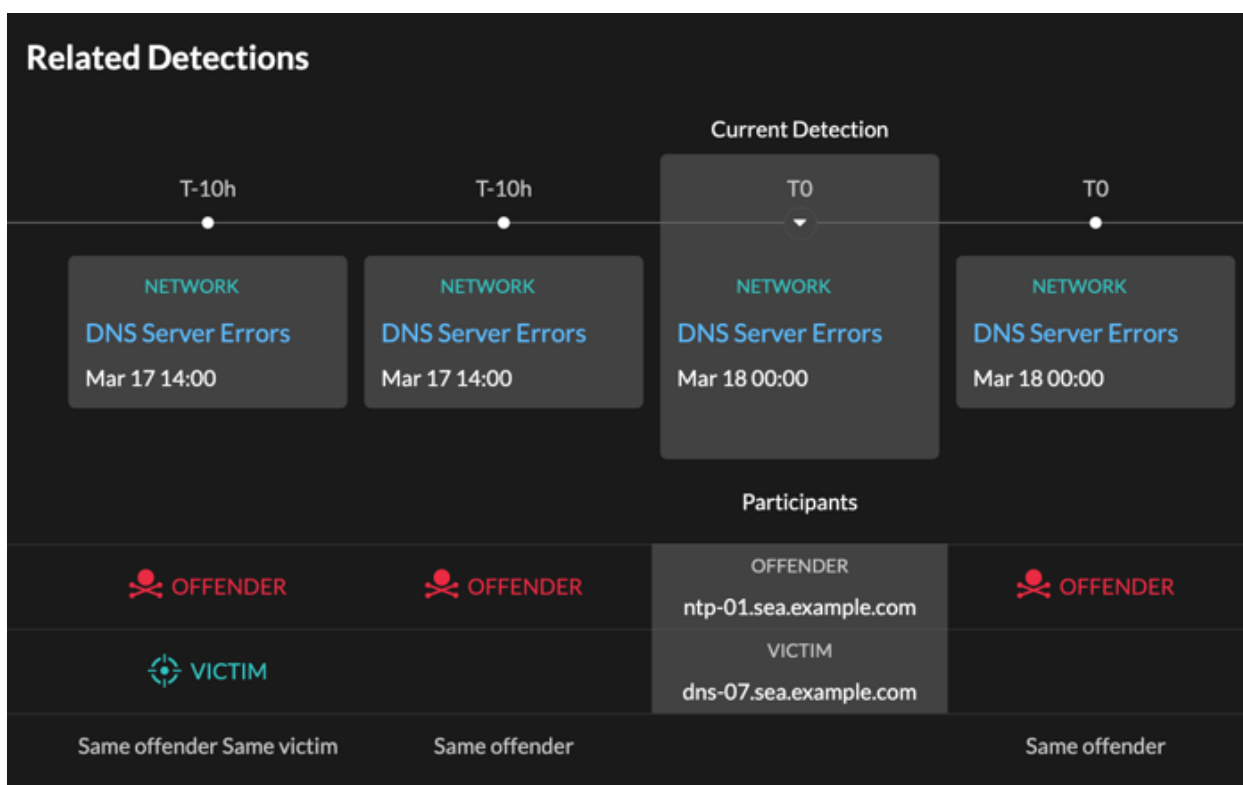 Related Detections
Current Detection
T-10h
T-10h
T0
T0
NETWORK
NETWORK
NETWORK
NETWORK
DNS Server Errors
DNS Server Errors
DNS Server Errors
DNS Server Errors
Mar 17 14:00
Mar 17 14:00
Mar 18 00:00
Mar 18 00:00
Participants
OFFENDER
OFFENDER
OFFENDER
ntp-01.sea.example.com
OFFENDER
VICTIM
VICTIM
dns-07.sea.example.com
Same offender Same victim
Same offender
Same offender